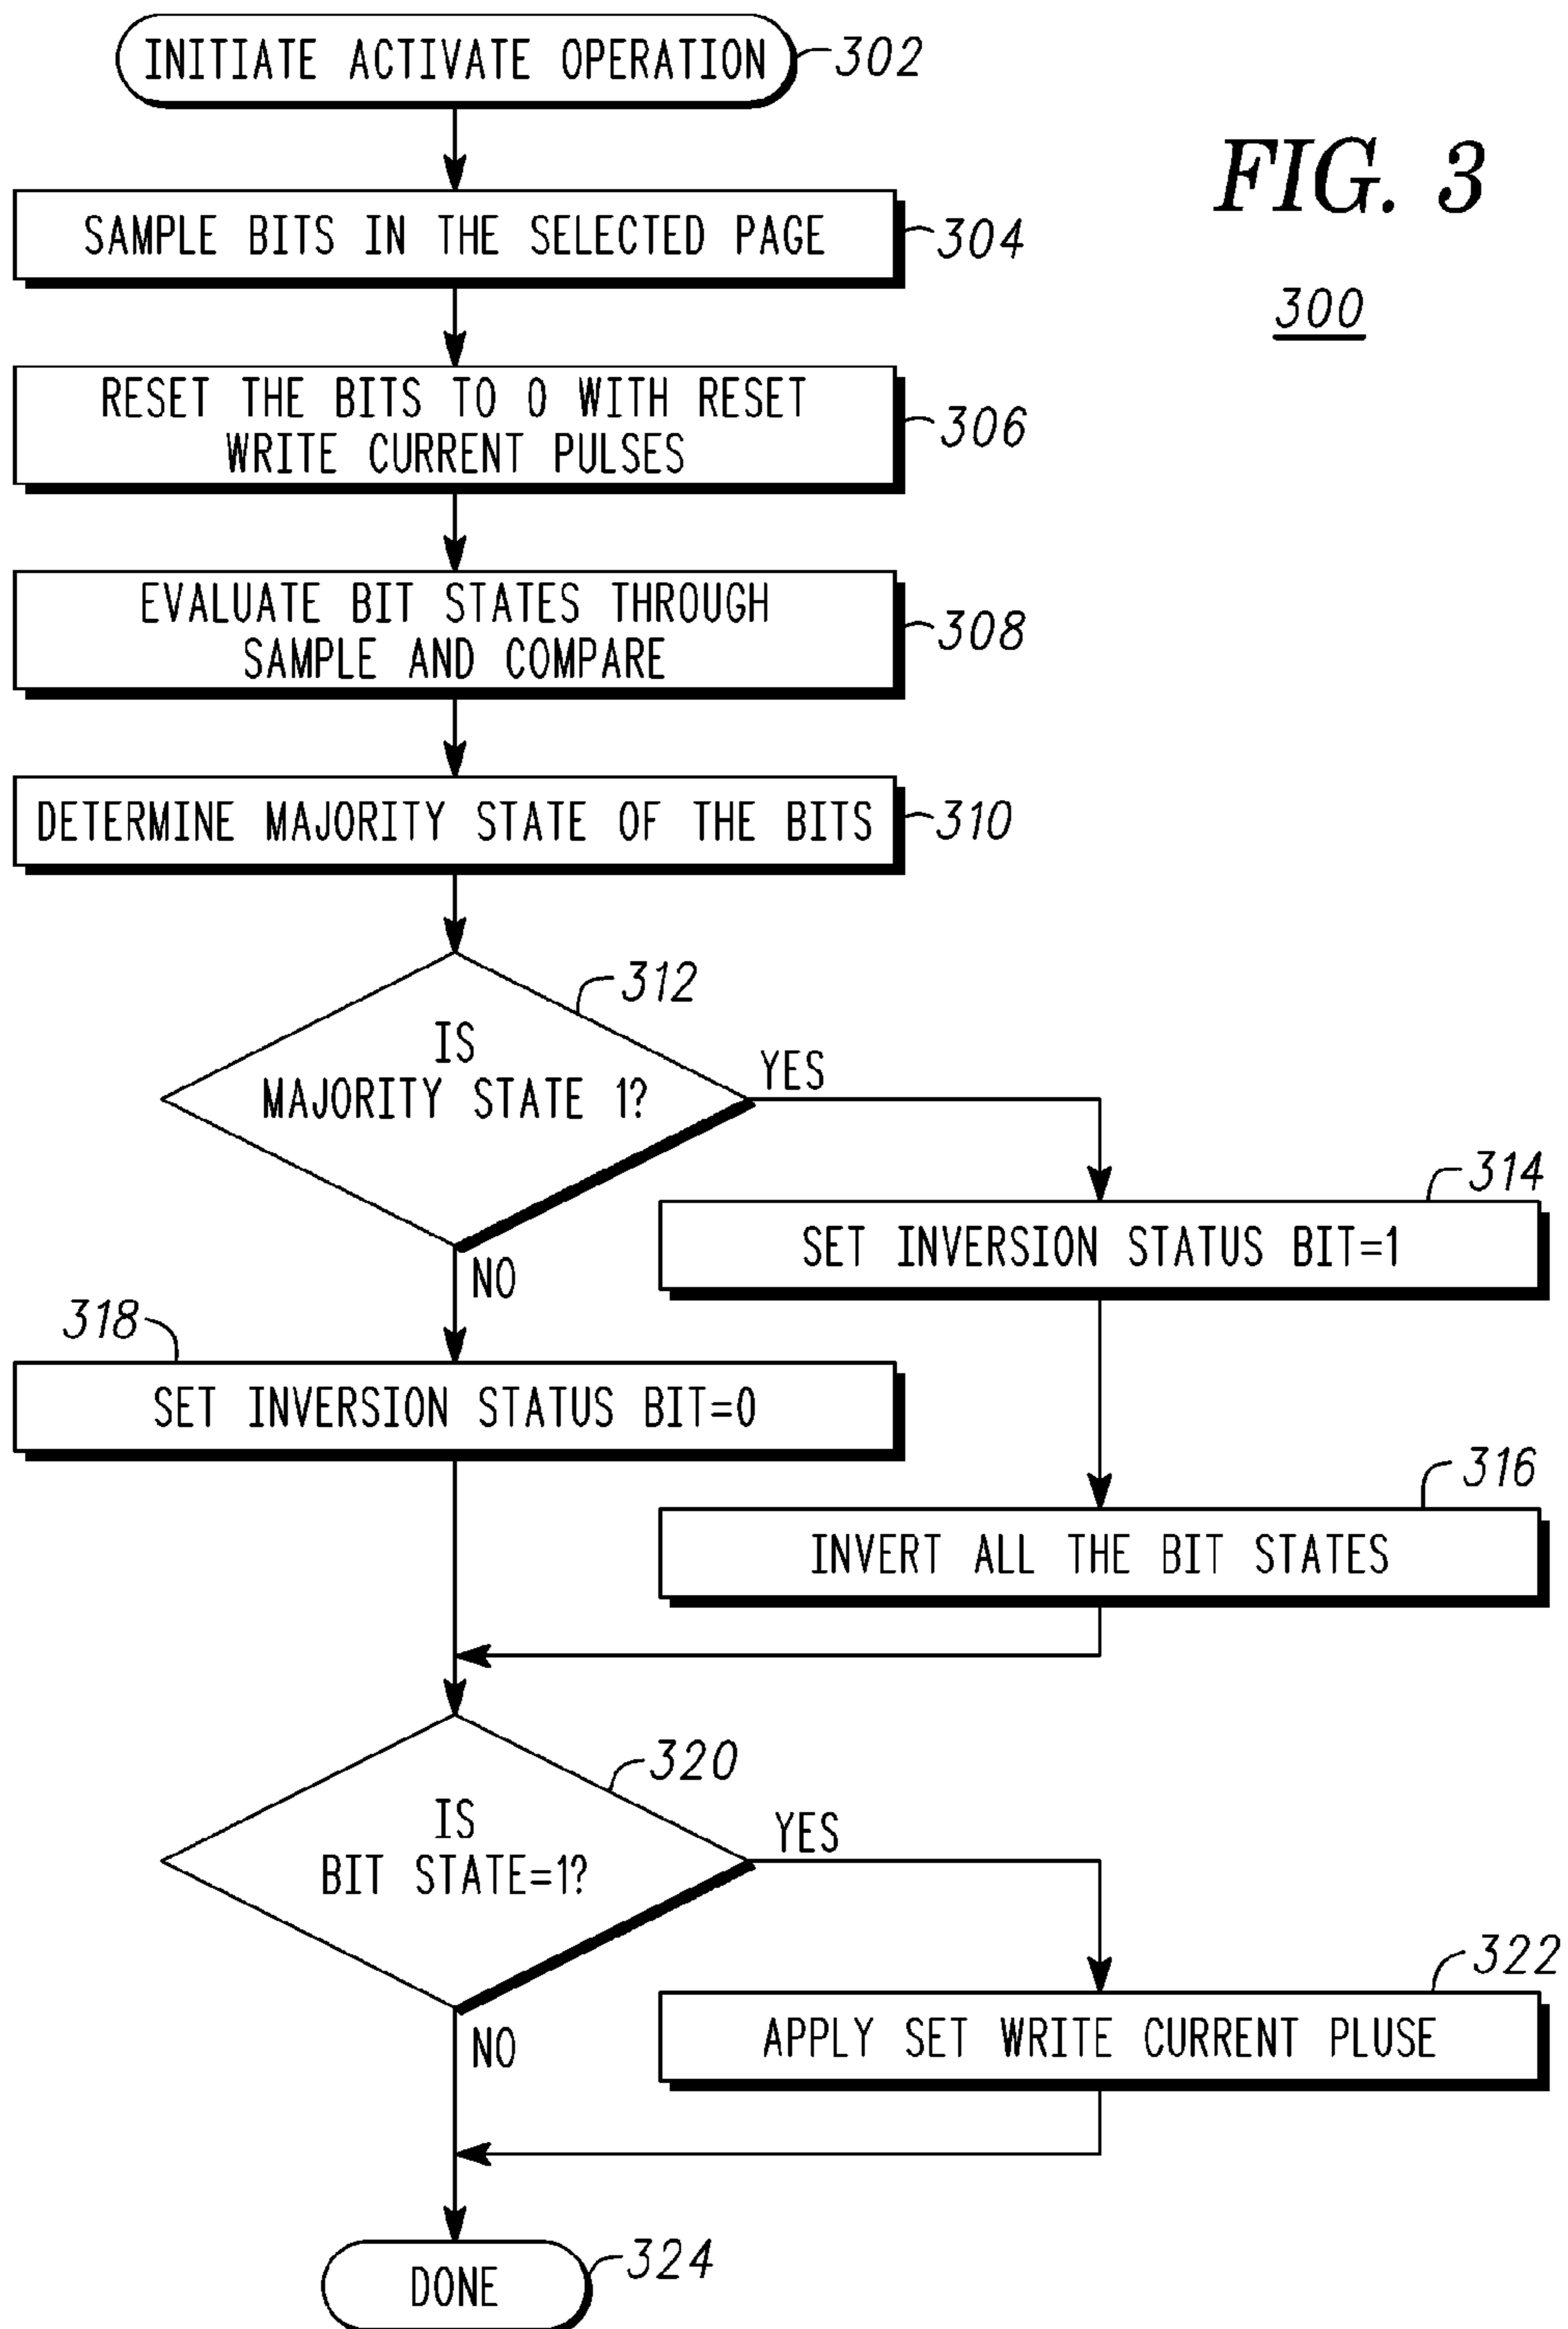 INITIATE ACTIVATE OPERATION
302
FIG. 3
300
SAMPLE BITS IN THE SELECTED PAGE
304
RESET THE BITS TO 0 WITH RESET
WRITE CURRENT PULSES
306
EVALUATE BIT STATES THROUGH
SAMPLE AND COMPARE
308
DETERMINE MAJORITY STATE OF THE BITS
310
312
IS
MAJORITY STATE 1?
YES
NO
314
SET INVERSION STATUS BIT=1
318
SET INVERSION STATUS BIT=0
316
INVERT ALL THE BIT STATES
320
IS
BIT STATE=1?
YES
NO
322
APPLY SET WRITE CURRENT PLUSE
DONE
324